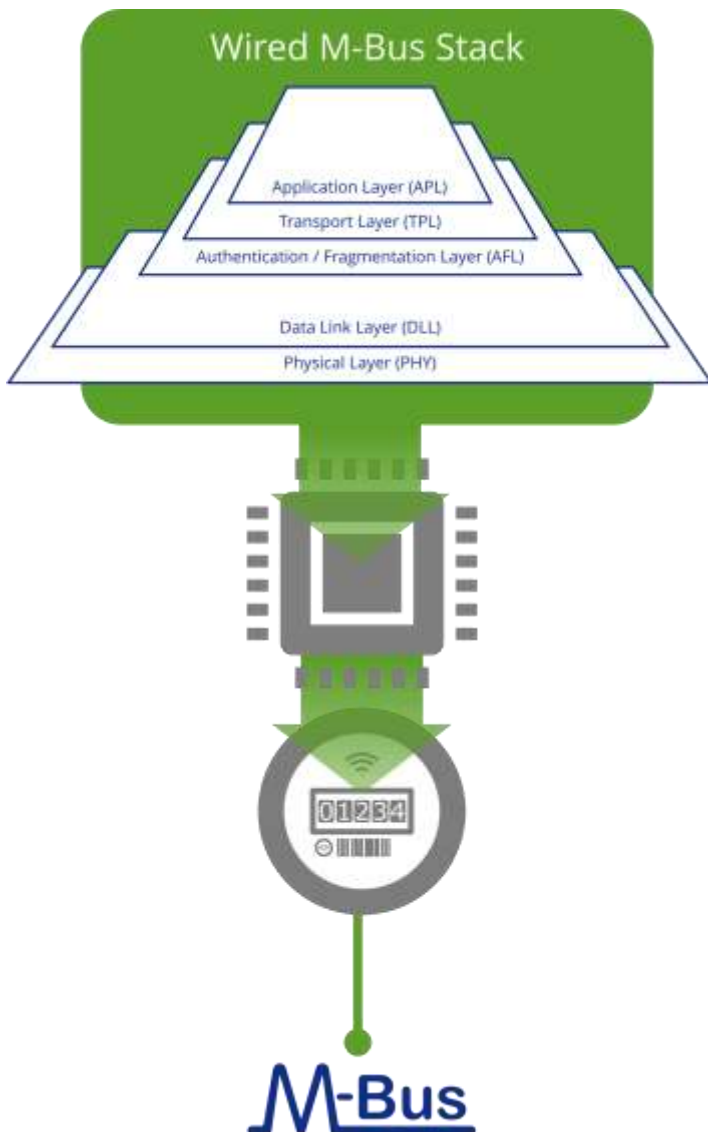 Wired M-Bus Stack
Application Layer (APL)
Transport Layer (TPL)
Authentication / Fragmentation Layer (AFL)
Data Link Layer (DLL)
Physical Layer (PHY)
01234
M-Bus